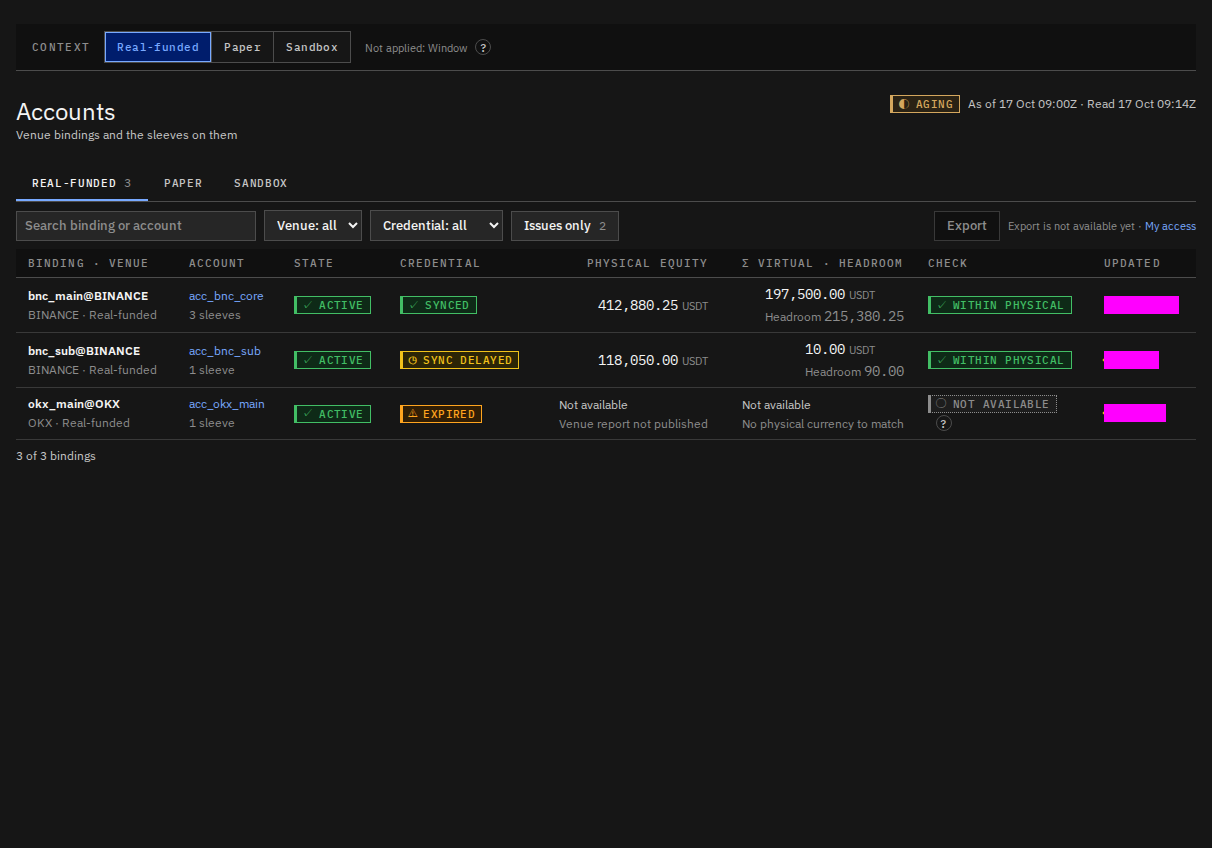 CONTEXT Real-funded Paper Sandbox Not applied: Window ?
Accounts
AGING As of 17 Oct 09:00Z · Read 17 Oct 09:14Z
Venue bindings and the sleeves on them
REAL-FUNDED 3 PAPER SANDBOX
Search binding or account Venue: all Credential: all Issues only 2 Export Export is not available yet · My access
BINDING · VENUE ACCOUNT STATE CREDENTIAL PHYSICAL EQUITY Σ VIRTUAL · HEADROOM CHECK UPDATED
bnc_main@BINANCE acc_bnc_core ACTIVE SYNCED 412,880.25 USDT 197,500.00 USDT WITHIN PHYSICAL
BINANCE · Real-funded 3 sleeves Headroom 215,380.25
bnc_sub@BINANCE acc_bnc_sub ACTIVE SYNC DELAYED 118,050.00 USDT 10.00 USDT WITHIN PHYSICAL
BINANCE · Real-funded 1 sleeve Headroom 90.00
okx_main@OKX acc_okx_main ACTIVE EXPIRED Not available Not available NOT AVAILABLE
OKX · Real-funded 1 sleeve Venue report not published No physical currency to match ?
3 of 3 bindings